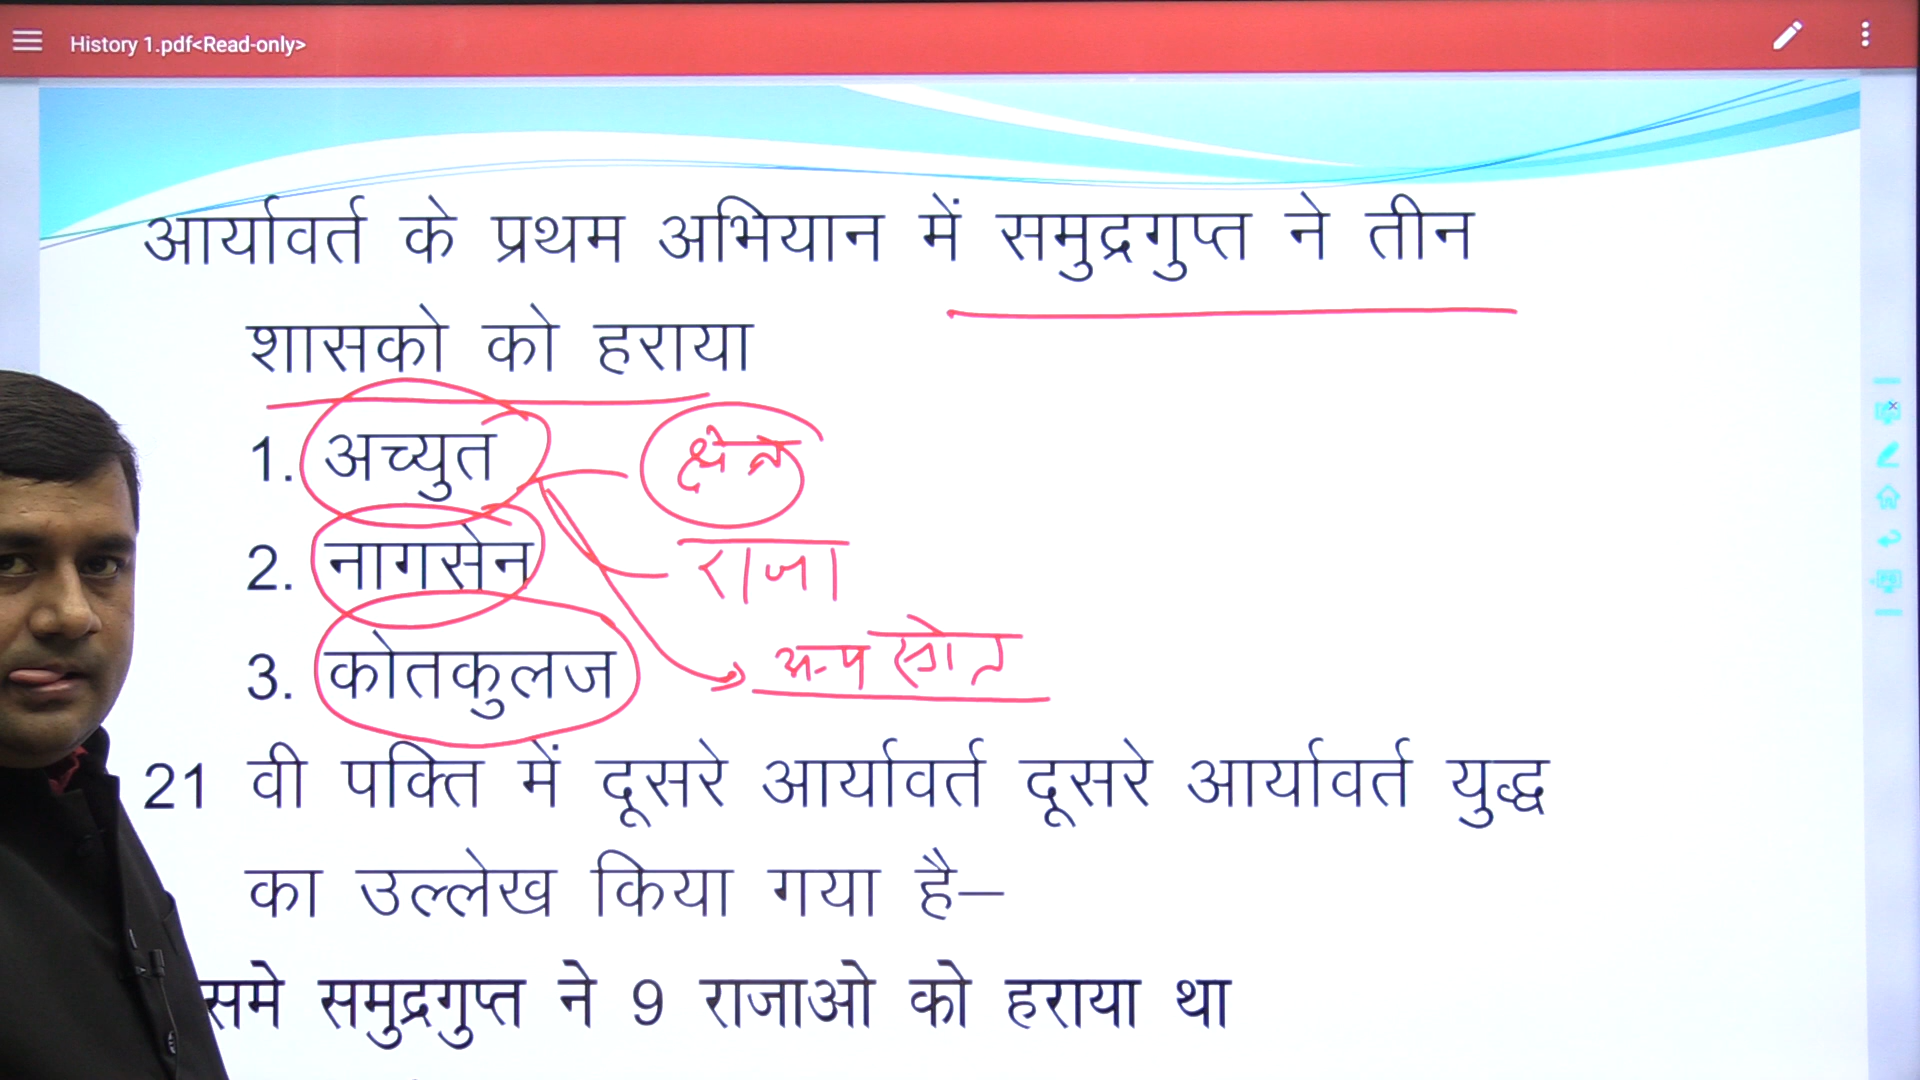 History 1.pdf<Read-only>
आर्यावर्त के प्रथम अभियान में समुद्रगुप्त ने तीन
शासको को हराया
1. अच्युत क्षेत्र
2. नागसेन राजा
3. कोतकुलज
21 वी पक्ति में दूसरे आर्यावर्त दूसरे आर्यावर्त युद्ध
का उल्लेख किया गया है–
समे समुद्रगुप्त ने 9 राजाओ को हराया था